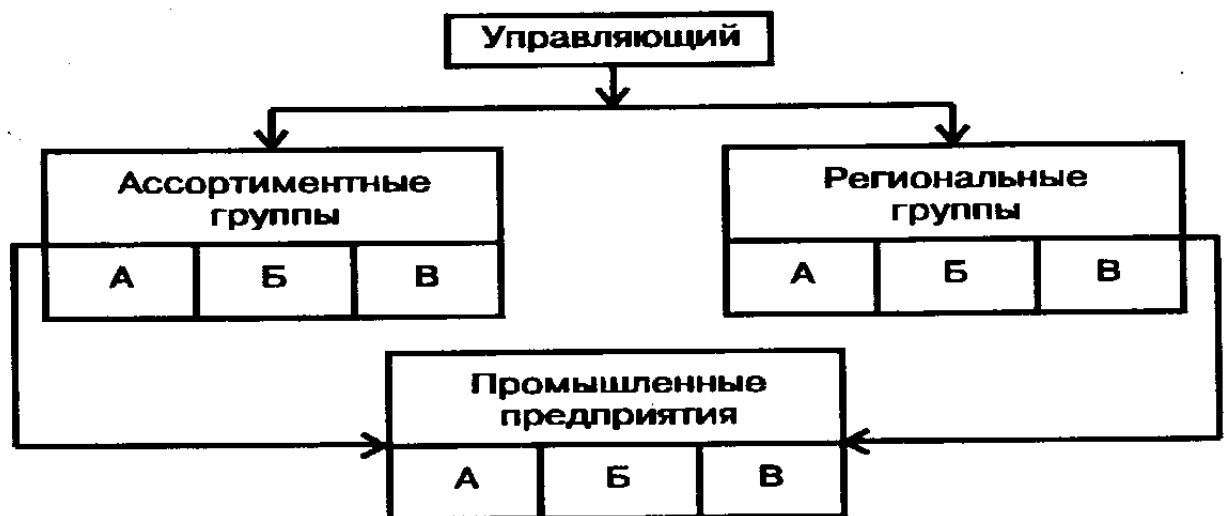 Управляющий
Ассортиментные
группы
А Б В
Региональные
группы
А Б В
Промышленные
предприятия
А Б В